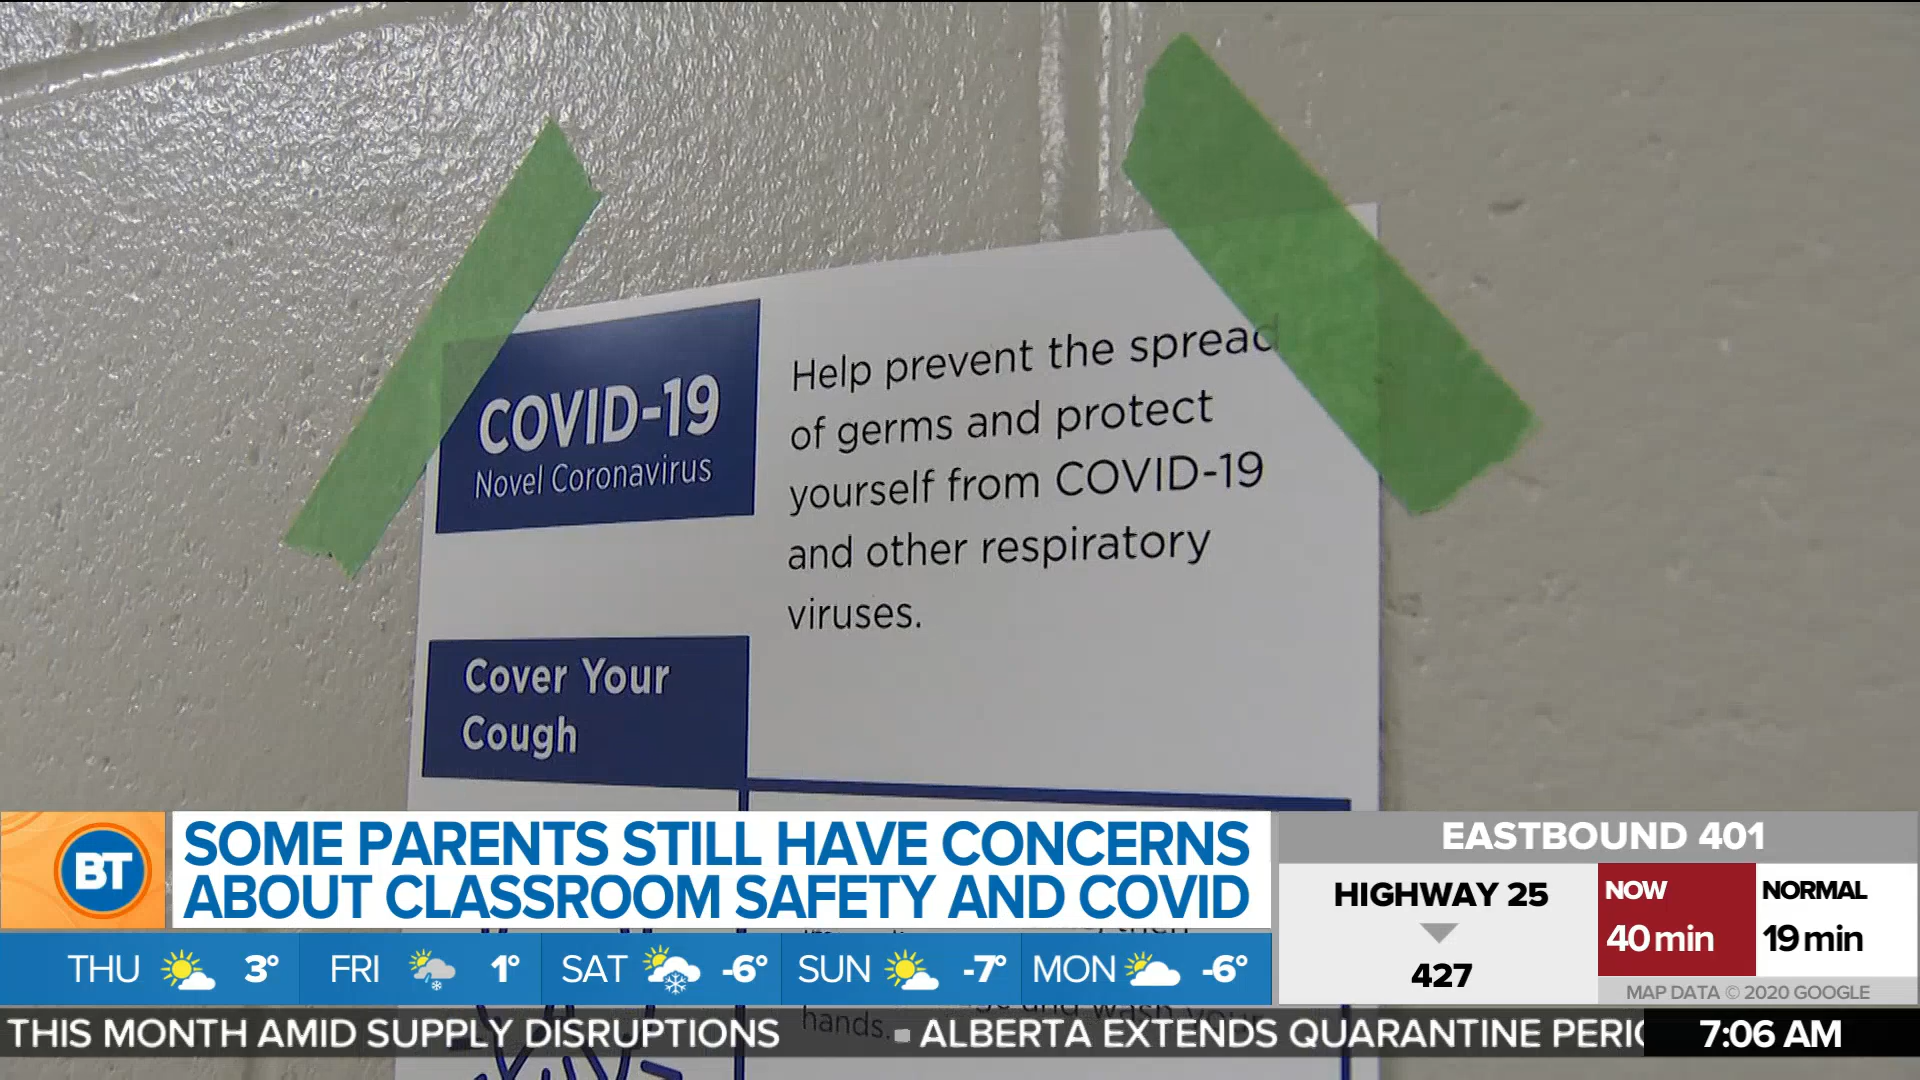 COVID-19
Novel Coronavirus
Help prevent the spread
of germs and protect
yourself from COVID-19
and other respiratory
viruses.
Cover Your
Cough
BT
SOME PARENTS STILL HAVE CONCERNS
ABOUT CLASSROOM SAFETY AND COVID
EASTBOUND 401
HIGHWAY 25
427
NOW
40 min
NORMAL
19 min
MAP DATA © 2020 GOOGLE
THU 3° FRI 1° SAT -6° SUN -7° MON -6°
hands.
THIS MONTH AMID SUPPLY DISRUPTIONS ▪ ALBERTA EXTENDS QUARANTINE PERIO
7:06 AM